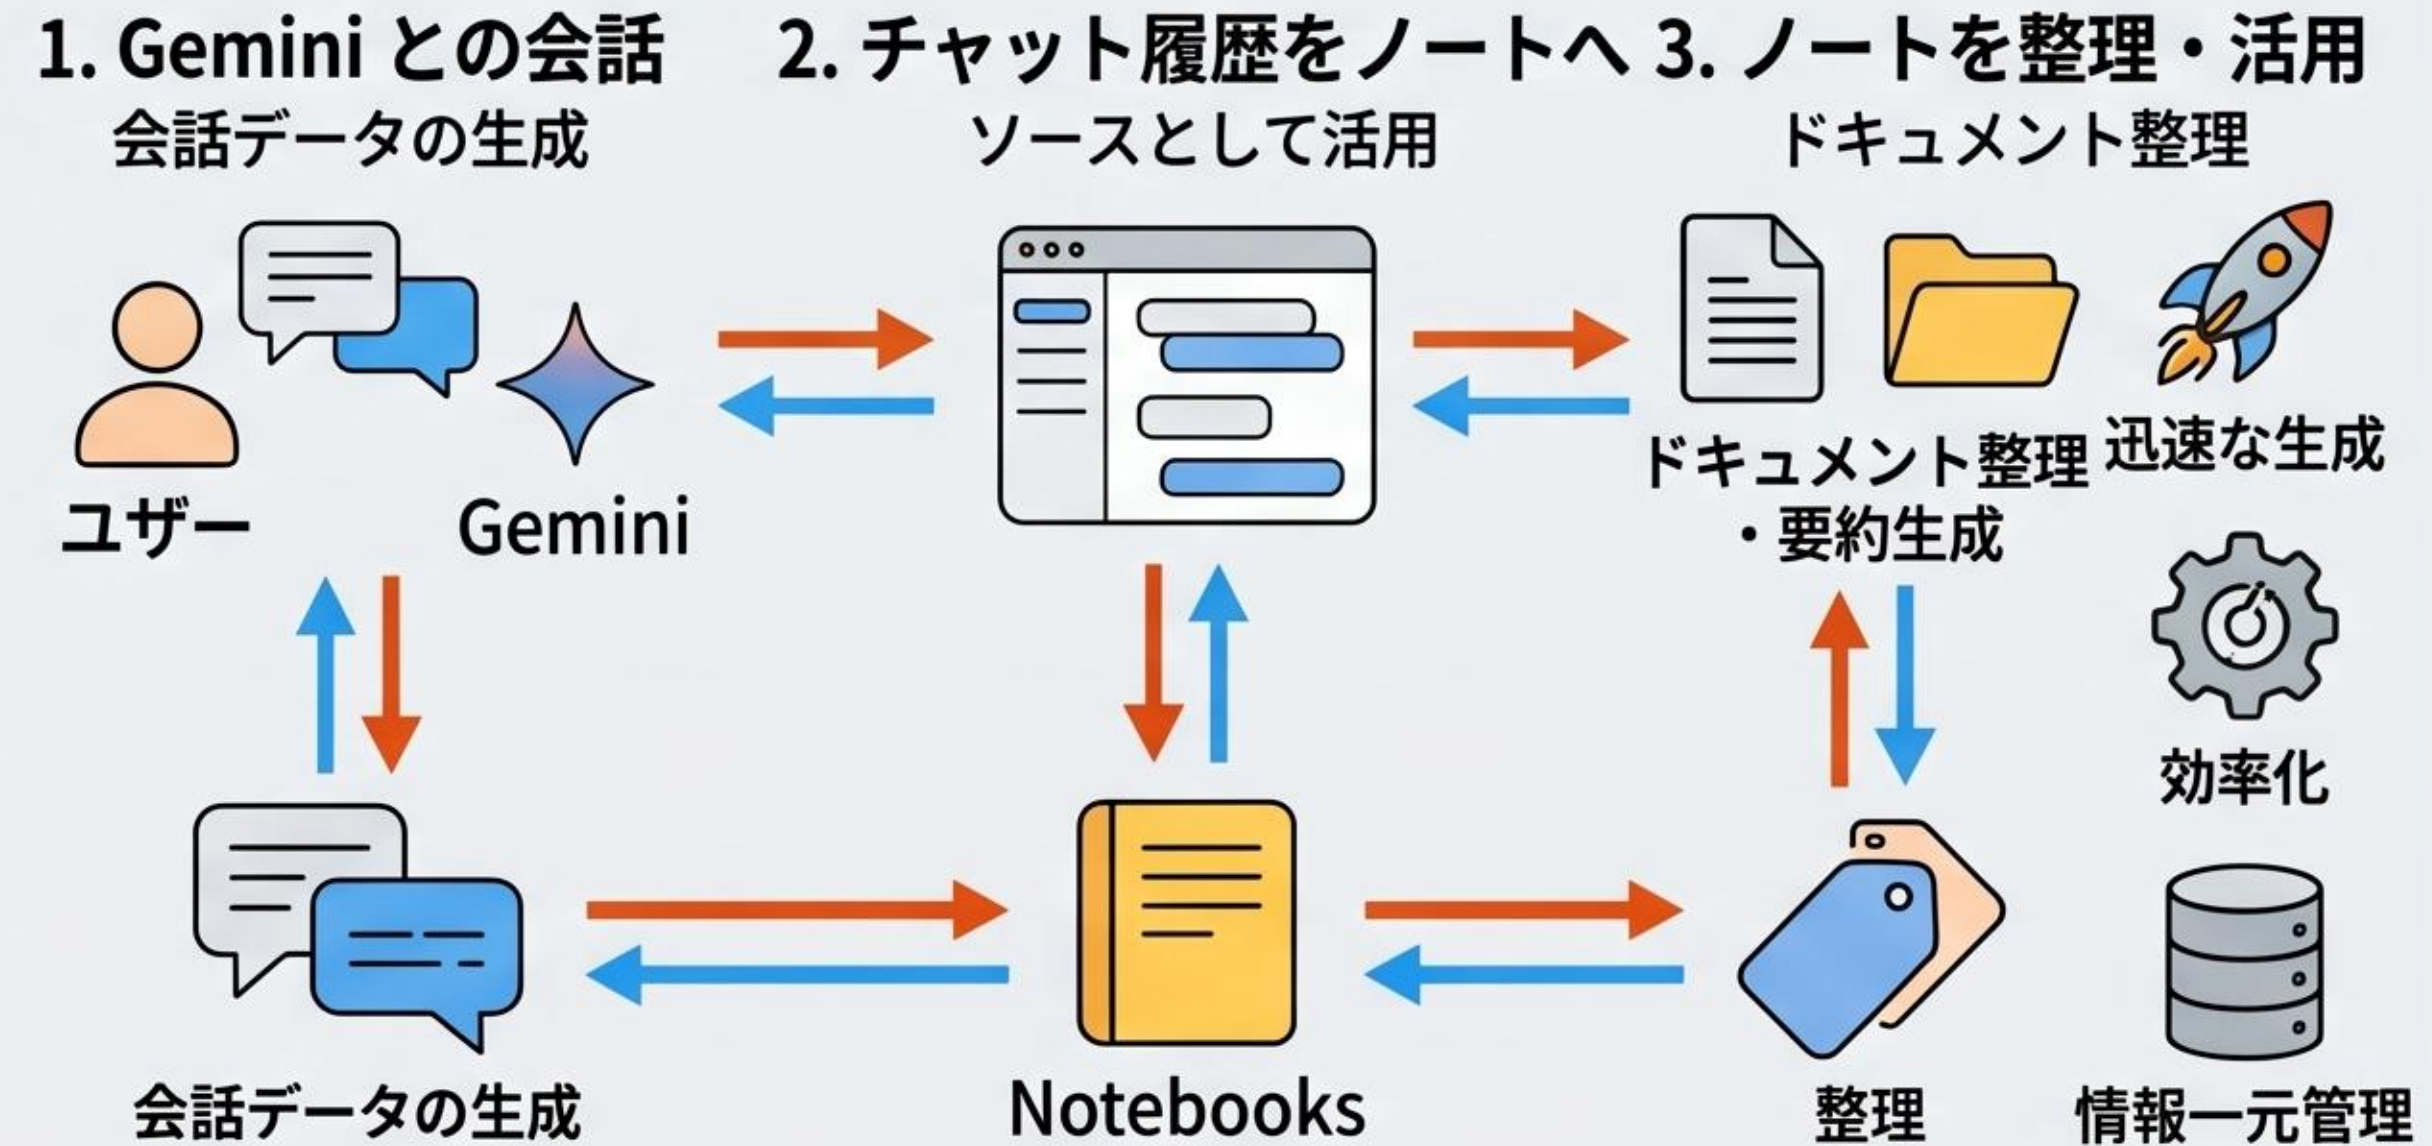 1. Gemini との会話
会話データの生成
2. チャット履歴をノートへ
ソースとして活用
3. ノートを整理・活用
ドキュメント整理
ユザー
Gemini
ドキュメント整理
・要約生成
迅速な生成
効率化
会話データの生成
Notebooks
整理
情報一元管理